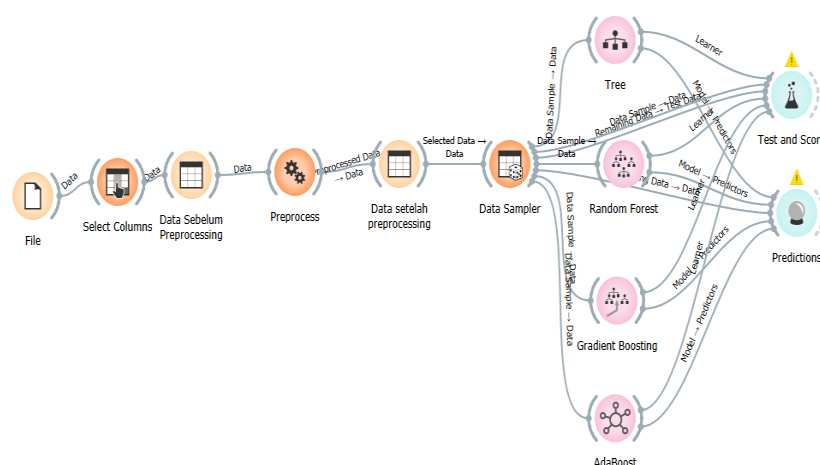 Tree
Learner
Data Sample → Data
Model → Predictors
Data Sample → Data
Remaining Data → Test Data
Learner
Test and Scor
Data
File
Data
Select Columns
Data
Data Sebelum
Preprocessing
Preprocess
reprocessed Data
→ Data
Data setelah
preprocessing
Selected Data →
Data
Data Sampler
Data Sample →
Data
Random Forest
Model → Predictors
Data → Data
Learner
Predictions
Data Sample → Data
Data Sample → Data
Gradient Boosting
Model → Predictors
Learner
Model → Predictors
AdaBoost